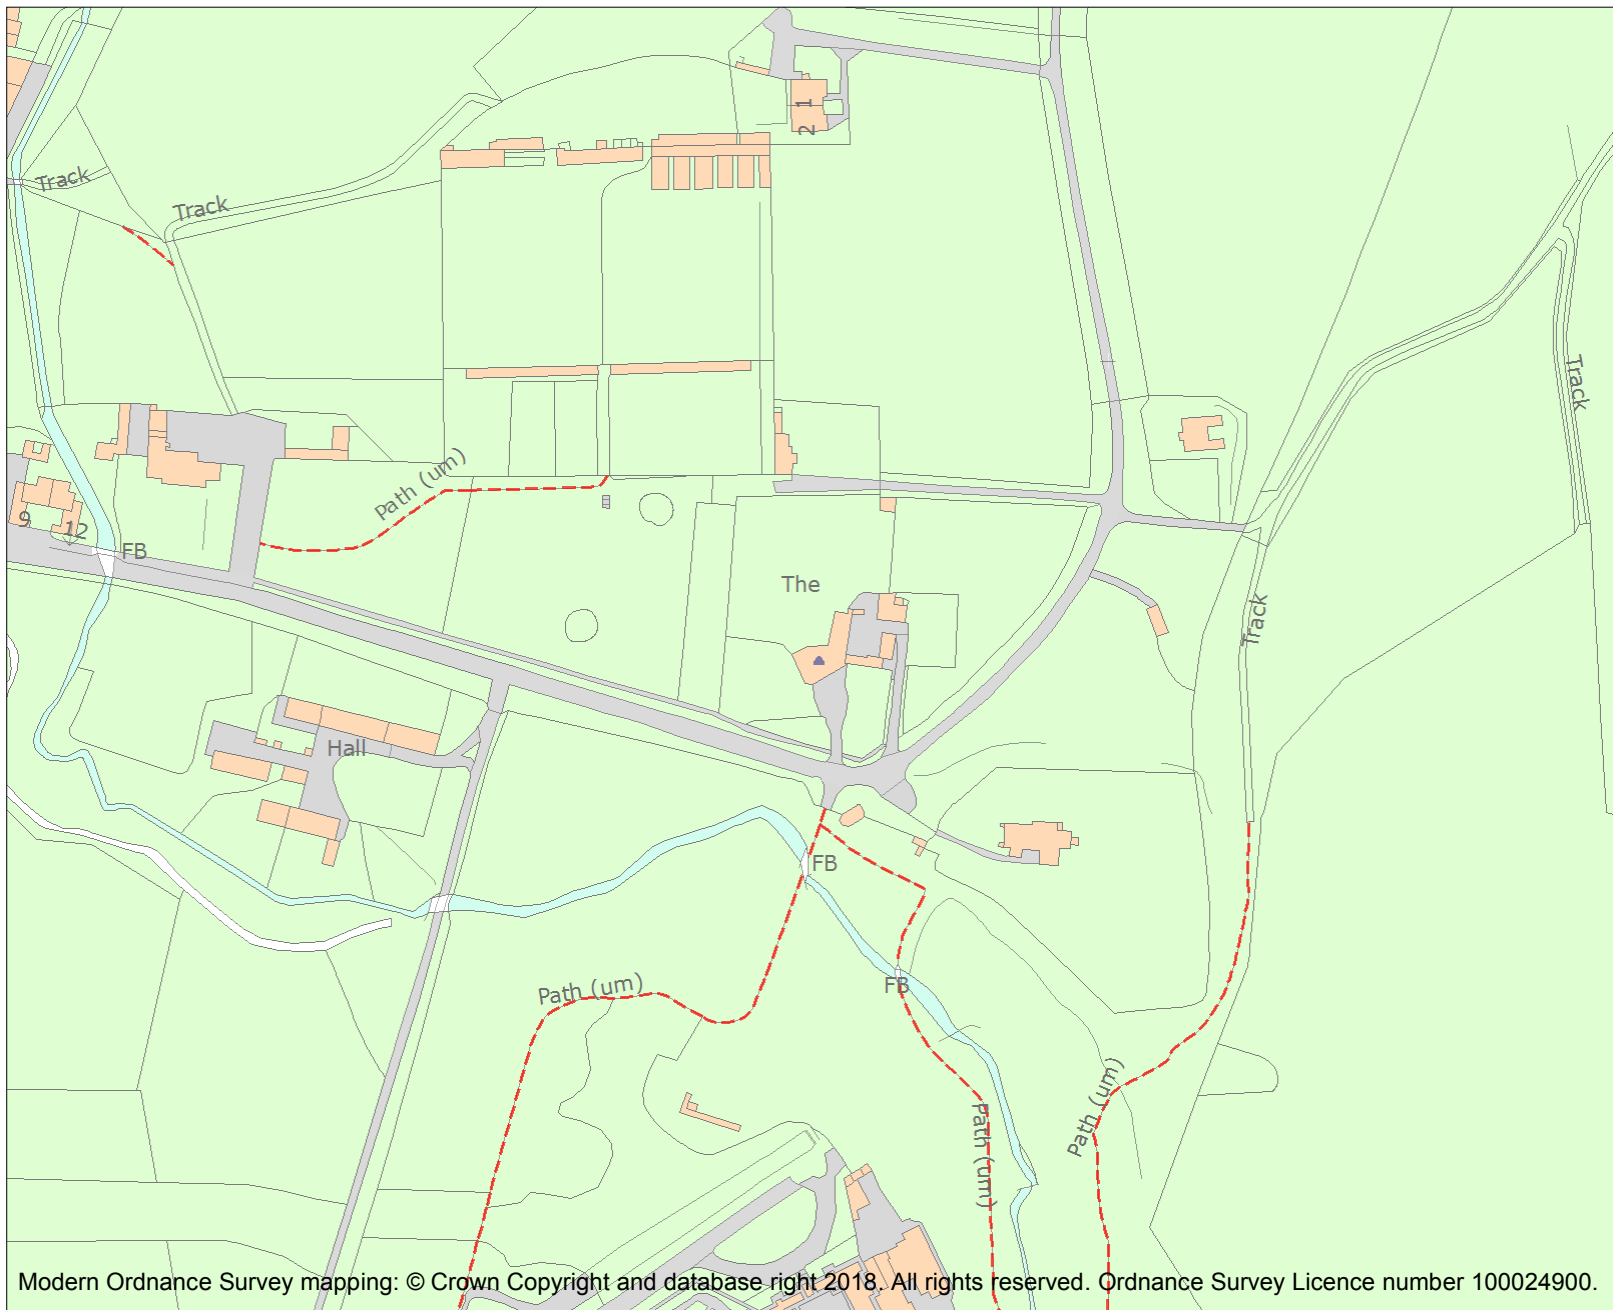 1
2
Track
Track
Track
Path (um)
9
12
FB
The
Track
Hall
FB
FB
Path (um)
Path (um)
Path (um)
Modern Ordnance Survey mapping: © Crown Copyright and database right 2018. All rights reserved. Ordnance Survey Licence number 100024900.